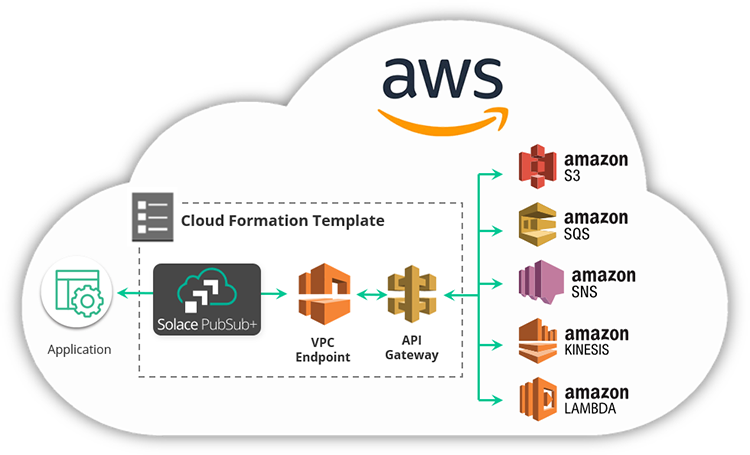 aws
amazon
S3
Cloud Formation Template
amazon
SQS
Solace PubSub+
VPC
Endpoint
API
Gateway
amazon
SNS
Application
amazon
KINESIS
amazon
LAMBDA